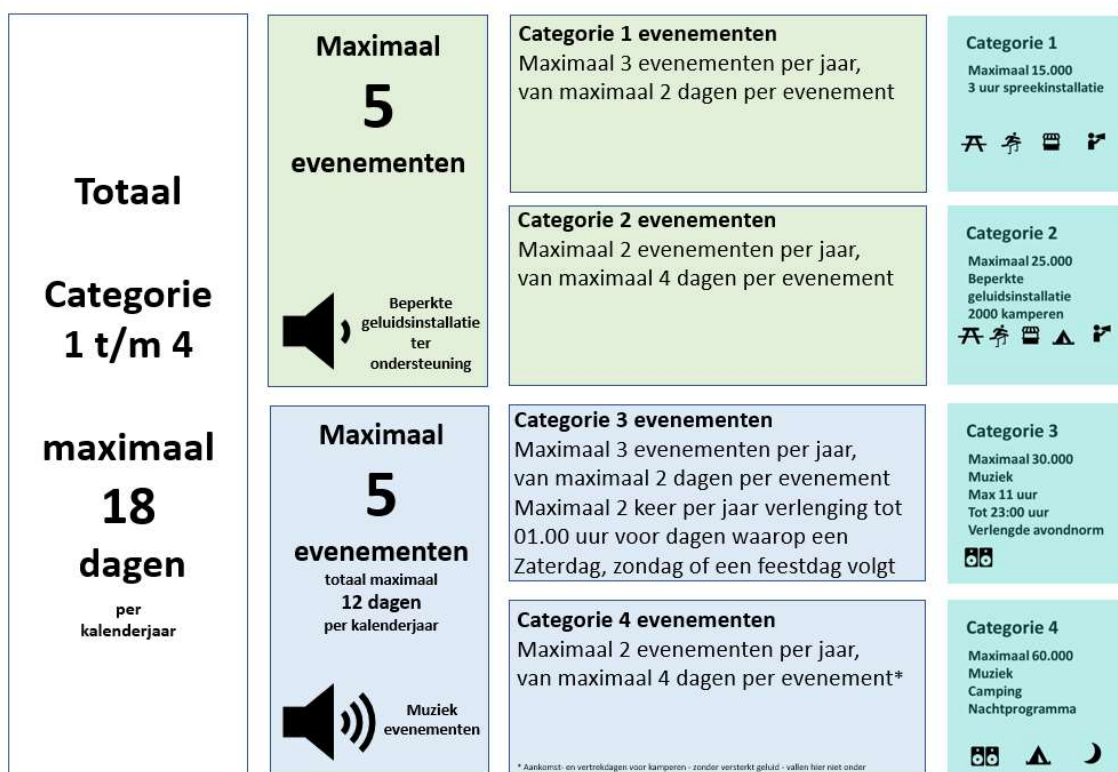 Totaal
Categorie
1 t/m 4
maximaal
18
dagen
per
kalenderjaar
Maximaal
5
evenementen
Beperkte
geluidsinstallatie
ter
ondersteuning
Categorie 1 evenementen
Maximaal 3 evenementen per jaar,
van maximaal 2 dagen per evenement
Categorie 1
Maximaal 15.000
3 uur spreekinstallatie
Categorie 2 evenementen
Maximaal 2 evenementen per jaar,
van maximaal 4 dagen per evenement
Categorie 2
Maximaal 25.000
Beperkte
geluidsinstallatie
2000 kamperen
Maximaal
5
evenementen
totaal maximaal
12 dagen
per kalenderjaar
Muziek
evenementen
Categorie 3 evenementen
Maximaal 3 evenementen per jaar,
van maximaal 2 dagen per evenement
Maximaal 2 keer per jaar verlenging tot
01.00 uur voor dagen waarop een
Zaterdag, zondag of een feestdag volgt
Categorie 3
Maximaal 30.000
Muziek
Max 11 uur
Tot 23:00 uur
Verlengde avondnorm
Categorie 4 evenementen
Maximaal 2 evenementen per jaar,
van maximaal 4 dagen per evenement*
* Aankomst- en vertrekdagen voor kamperen - zonder versterkt geluid - vallen hier niet onder
Categorie 4
Maximaal 60.000
Muziek
Camping
Nachtprogramma